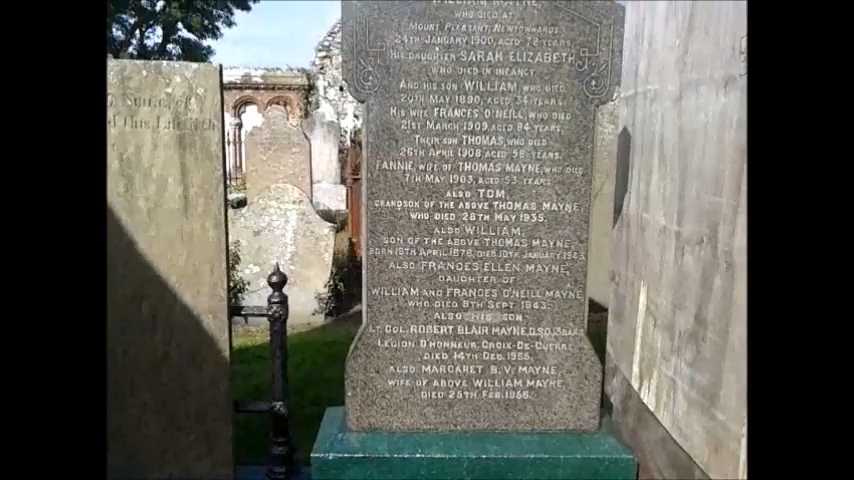 WILLIAM MAYNE,
WHO DIED AT
MOUNT PLEASANT, NEWTOWNARDS
24TH JANUARY 1900, AGED 78 YEARS.
HIS DAUGHTER SARAH ELIZABETH
WHO DIED IN INFANCY
AND HIS SON WILLIAM, WHO DIED
20TH MAY 1890, AGED 34 YEARS.
HIS WIFE FRANCES O'NEILL, WHO DIED
21ST MARCH 1909, AGED 84 YEARS.
THEIR SON THOMAS, WHO DIED
26TH APRIL 1908, AGED 58 YEARS.
FANNIE, WIFE OF THOMAS MAYNE, WHO DIED
7TH MAY 1903, AGED 53 YEARS.
ALSO TOM,
GRANDSON OF THE ABOVE THOMAS MAYNE
WHO DIED 28TH MAY 1935.
ALSO WILLIAM,
SON OF THE ABOVE THOMAS MAYNE,
BORN 19TH APRIL 1878, DIED 10TH JANUARY 1943.
ALSO FRANCES ELLEN MAYNE,
DAUGHTER OF
WILLIAM AND FRANCES O'NEILL MAYNE,
WHO DIED 8TH SEPT 1943.
ALSO HIS SON
LT. COL. ROBERT BLAIR MAYNE, D.S.O. 3 BARS
LEGION D'HONNEUR, CROIX-DE-GUERRE
DIED 14TH DEC. 1955.
ALSO MARGARET B. V. MAYNE
WIFE OF ABOVE WILLIAM MAYNE
DIED 25TH FEB.